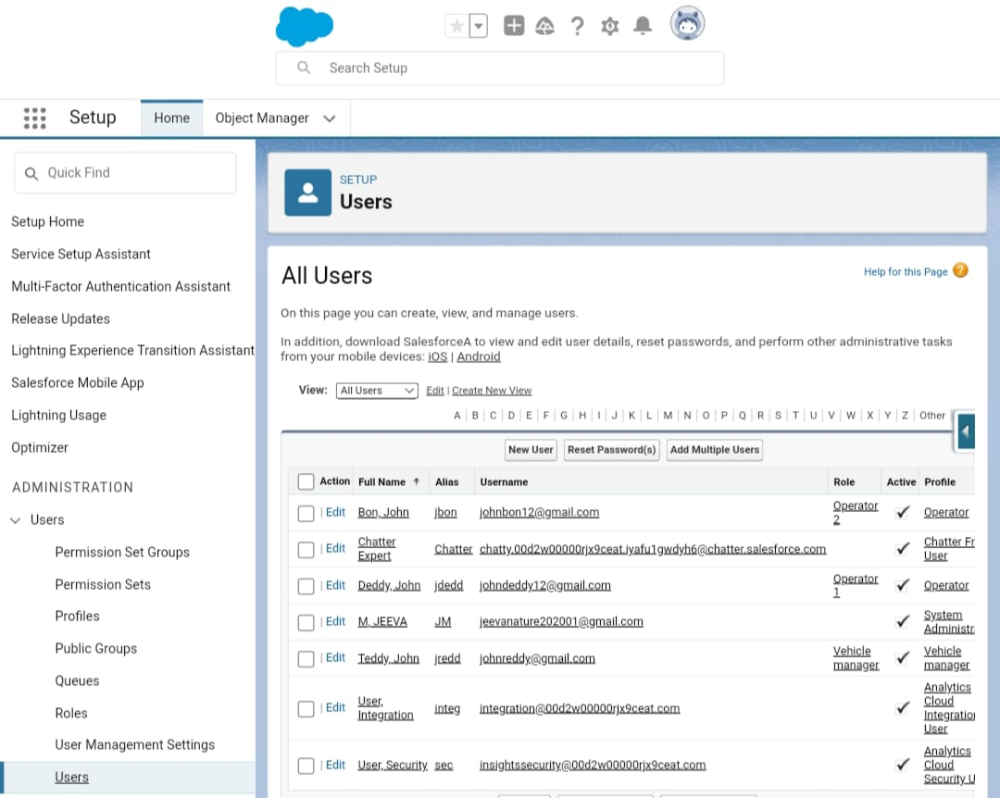 Search Setup
Setup
Home
Object Manager
Quick Find
Setup Home
Service Setup Assistant
Multi-Factor Authentication Assistant
Release Updates
Lightning Experience Transition Assistant
Salesforce Mobile App
Lightning Usage
Optimizer
ADMINISTRATION
Users
Permission Set Groups
Permission Sets
Profiles
Public Groups
Queues
Roles
User Management Settings
Users
SETUP
Users
All Users
Help for this Page ?
On this page you can create, view, and manage users.
In addition, download SalesforceA to view and edit user details, reset passwords, and perform other administrative tasks
from your mobile devices: iOS | Android
View: All Users Edit | Create New View
A | B | C | D | E | F | G | H | I | J | K | L | M | N | O | P | Q | R | S | T | U | V | W | X | Y | Z | Other
New User Reset Password(s) Add Multiple Users
Action Full Name ↑ Alias Username Role Active Profile
| Edit Bon, John jbon johnbon12@gmail.com Operator 2 ✓ Operator
| Edit Chatter Expert Chatter chatty.00d2w00000rjx9ceat.iyafu1gwdyh6@chatter.salesforce.com ✓ Chatter Fr User
| Edit Deddy, John jdedd johndeddy12@gmail.com Operator 1 ✓ Operator
| Edit M, JEEVA JM jeevanature202001@gmail.com ✓ System Administr
| Edit Teddy, John jredd johnreddy@gmail.com Vehicle manager ✓ Vehicle manager
| Edit User, Integration integ integration@00d2w00000rjx9ceat.com ✓ Analytics Cloud Integratio User
| Edit User, Security sec insightssecurity@00d2w00000rjx9ceat.com ✓ Analytics Cloud Security U